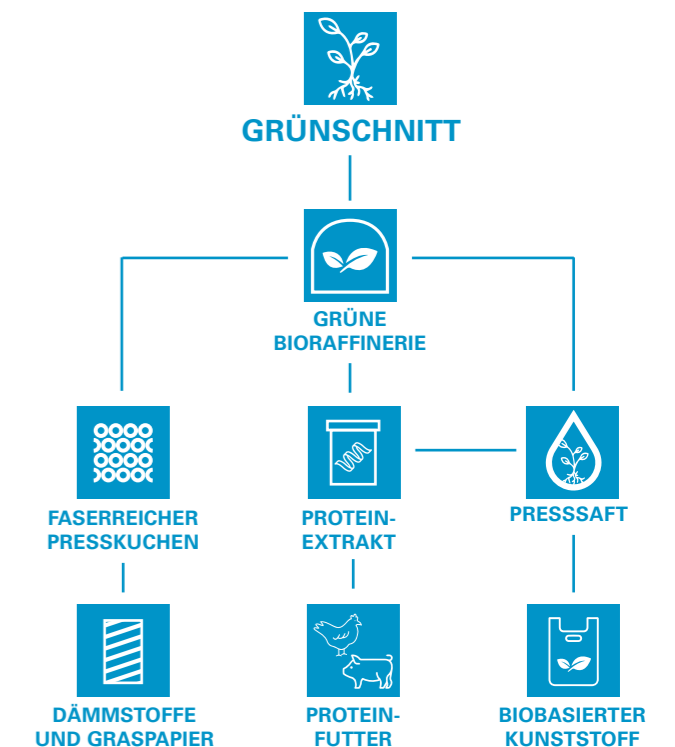 GRÜNSCHNITT
GRÜNE
BIORAFFINERIE
FASERREICHER
PRESSKUCHEN
PROTEIN-
EXTRAKT
PRESSSAFT
DÄMMSTOFFE
UND GRASPAPIER
PROTEIN-
FUTTER
BIOBASIERTER
KUNSTSTOFF